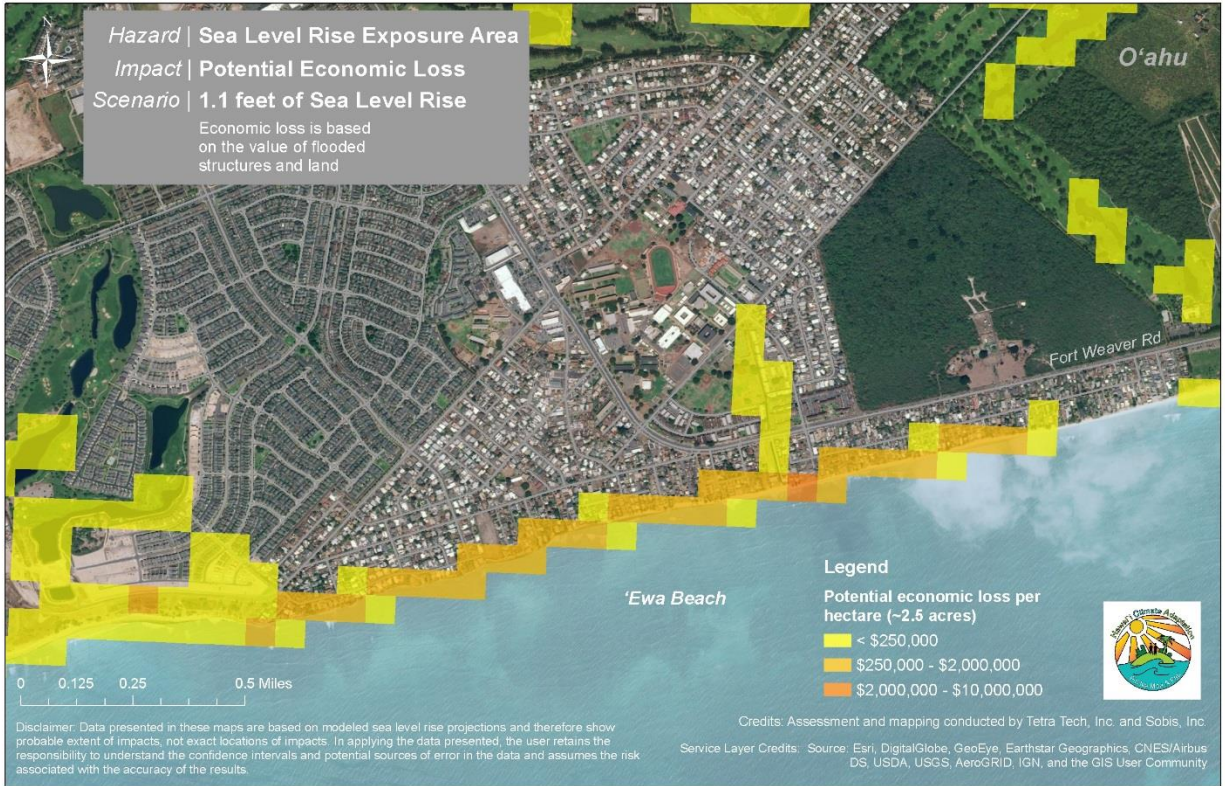 Hazard | Sea Level Rise Exposure Area
Impact | Potential Economic Loss
Scenario | 1.1 feet of Sea Level Rise
Economic loss is based
on the value of flooded
structures and land
O'ahu
Fort Weaver Rd
'Ewa Beach
Legend
Potential economic loss per
hectare (~2.5 acres)
< $250,000
$250,000 - $2,000,000
$2,000,000 - $10,000,000
Hawai'i Climate Adaptation
0 0.125 0.25 0.5 Miles
Disclaimer: Data presented in these maps are based on modeled sea level rise projections and therefore show
probable extent of impacts, not exact locations of impacts. In applying the data presented, the user retains the
responsibility to understand the confidence intervals and potential sources of error in the data and assumes the risk
associated with the accuracy of the results.
Credits: Assessment and mapping conducted by Tetra Tech, Inc. and Sobis, Inc.
Service Layer Credits: Source: Esri, DigitalGlobe, GeoEye, Earthstar Geographics, CNES/Airbus
DS, USDA, USGS, AeroGRID, IGN, and the GIS User Community